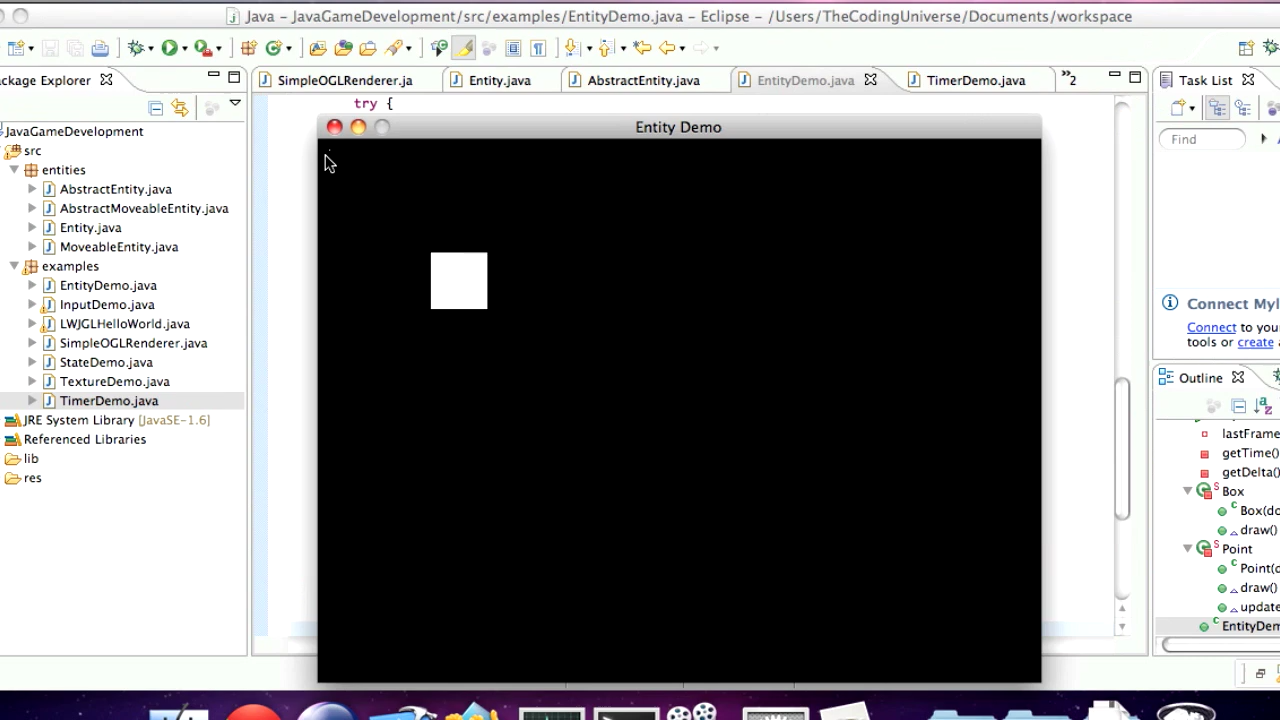 Java – JavaGameDevelopment/src/examples/EntityDemo.java – Eclipse – /Users/TheCodingUniverse/Documents/workspace
ackage Explorer
SimpleOGLRenderer.ja
Entity.java
AbstractEntity.java
EntityDemo.java
TimerDemo.java
»2
Task List
try {
Find
Entity Demo
JavaGameDevelopment
src
entities
AbstractEntity.java
AbstractMoveableEntity.java
Entity.java
MoveableEntity.java
examples
EntityDemo.java
InputDemo.java
LWJGLHelloWorld.java
SimpleOGLRenderer.java
StateDemo.java
TextureDemo.java
TimerDemo.java
JRE System Library [JavaSE-1.6]
Referenced Libraries
lib
res
Connect Myl
Connect to you
tools or create a
Outline
lastFrame
getTime()
getDelta()
Box
Box(do
draw()
Point
Point(d
draw()
update
EntityDem